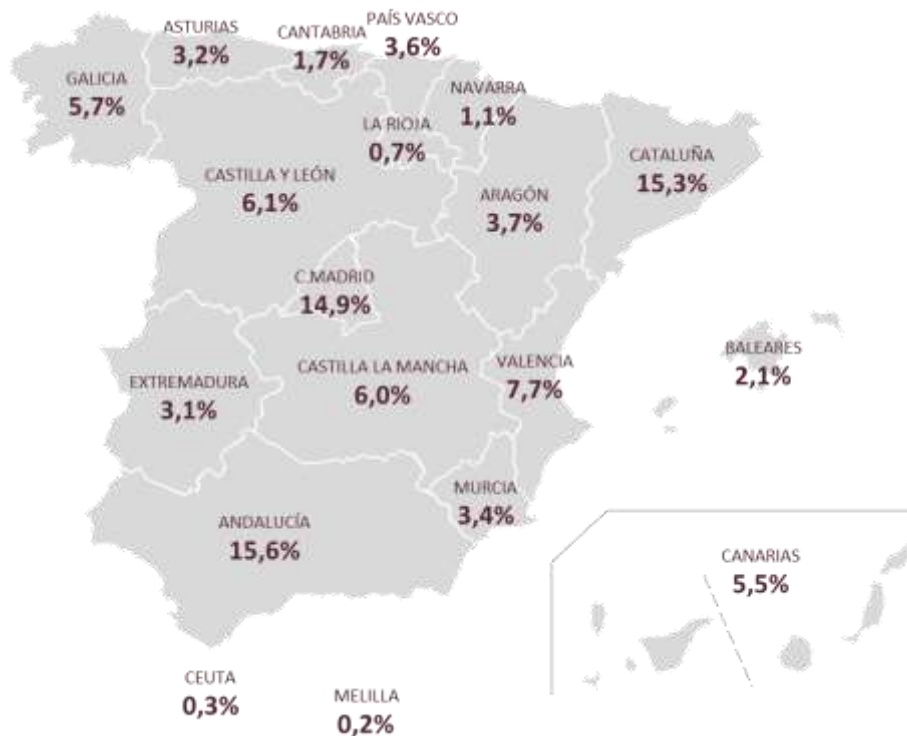 PAÍS VASCO
3,6%
ASTURIAS
3,2%
CANTABRIA
1,7%
GALICIA
5,7%
NAVARRA
1,1%
LA RIOJA
0,7%
CATALUÑA
15,3%
CASTILLA Y LEÓN
6,1%
ARAGÓN
3,7%
C.MADRID
14,9%
BALEARES
2,1%
VALENCIA
7,7%
CASTILLA LA MANCHA
6,0%
EXTREMADURA
3,1%
MURCIA
3,4%
ANDALUCÍA
15,6%
CANARIAS
5,5%
CEUTA
0,3%
MELILLA
0,2%